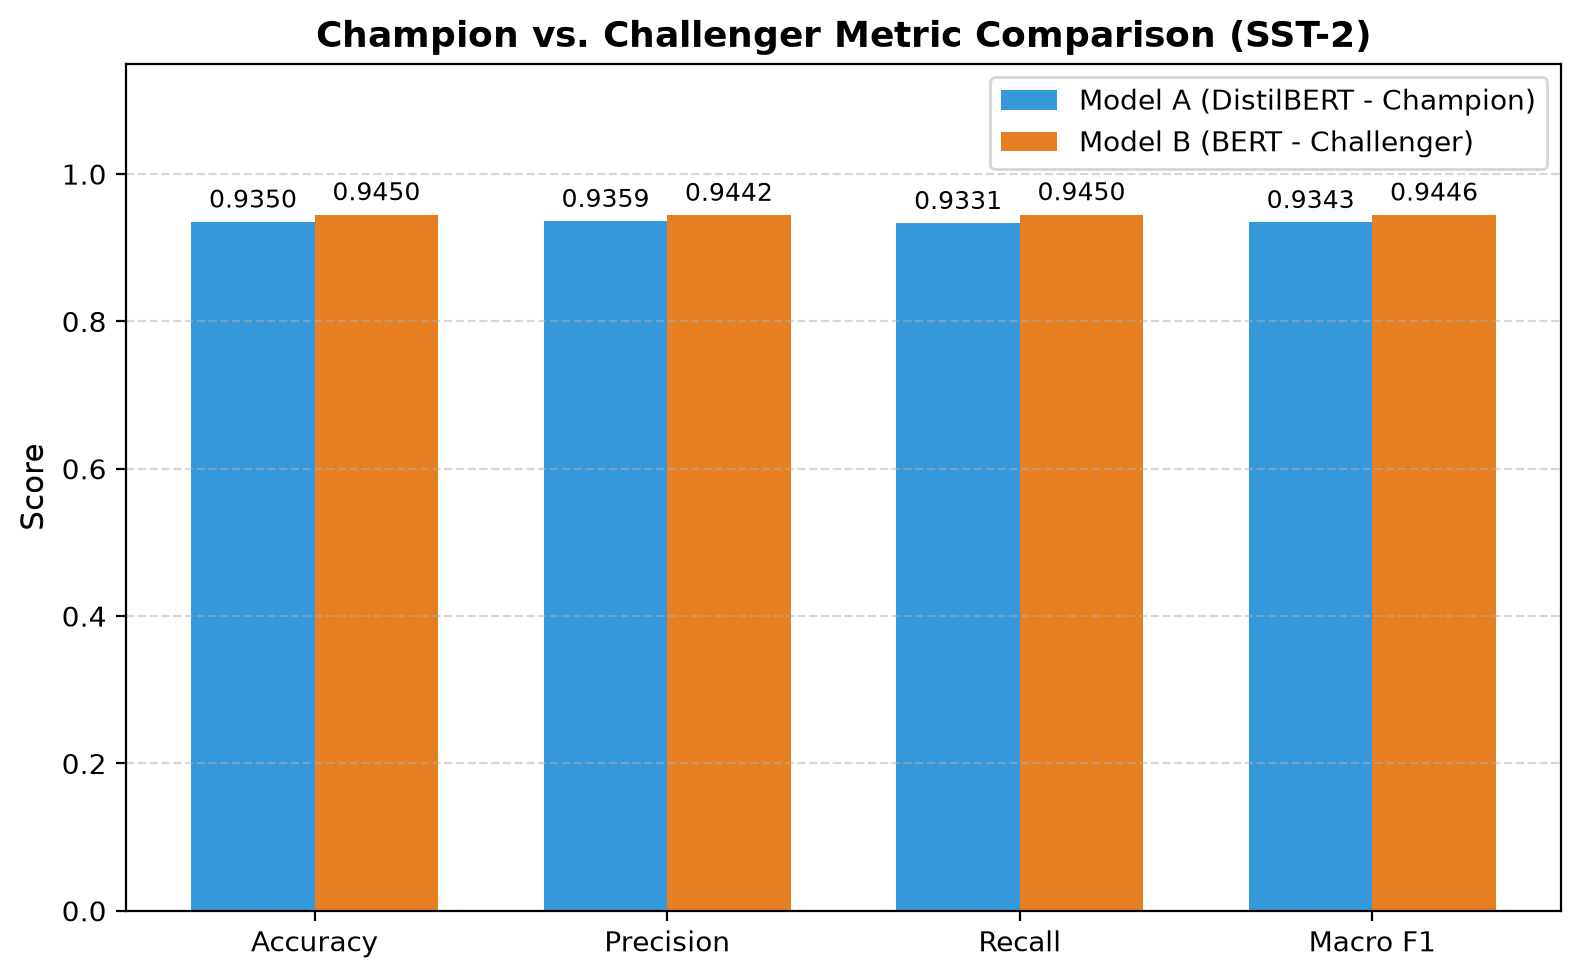 Champion vs. Challenger Metric Comparison (SST-2)
Model A (DistilBERT - Champion)
Model B (BERT - Challenger)
1.0
0.8
0.6
0.4
0.2
0.0
Score
0.9350 0.9450 0.9359 0.9442 0.9331 0.9450 0.9343 0.9446
Accuracy Precision Recall Macro F1